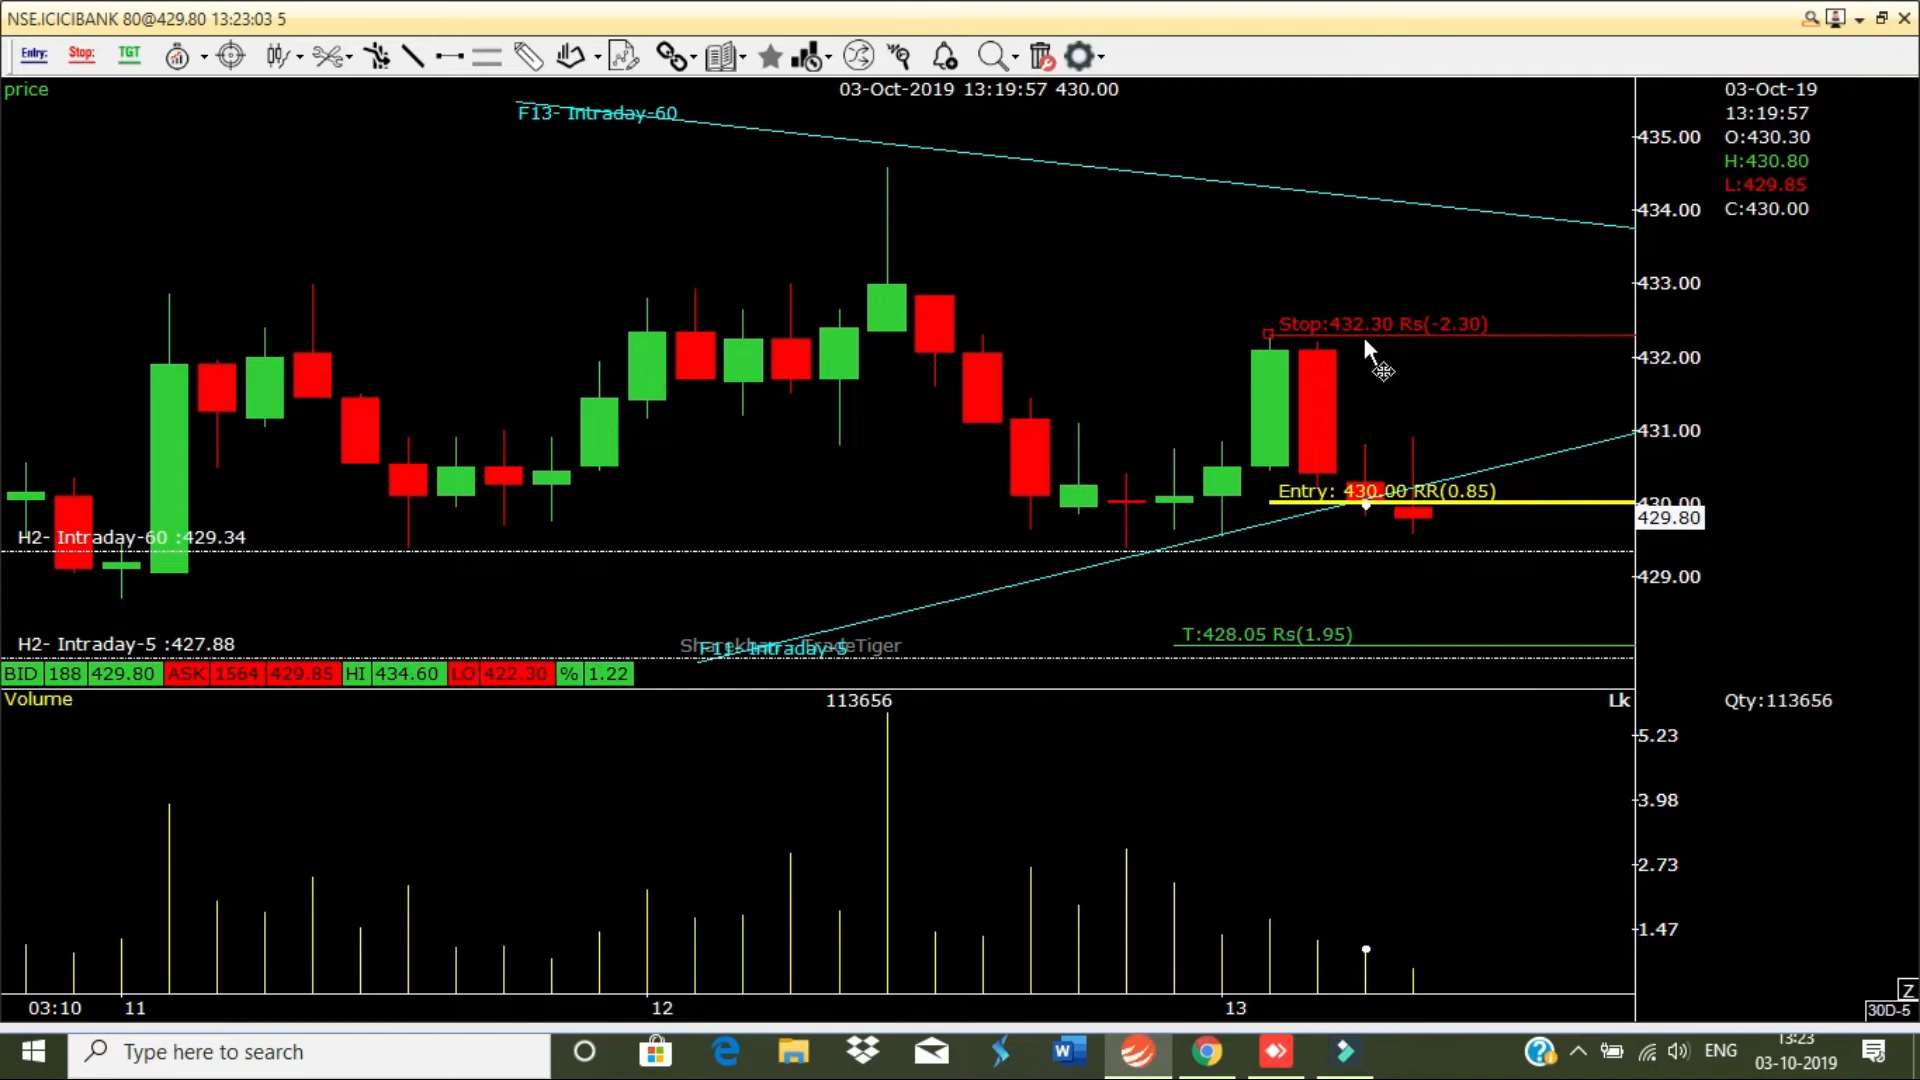 NSE.ICICIBANK 80@429.80 13:23:03 5
Entry: Stop: TGT
price
03-Oct-2019 13:19:57 430.00
03-Oct-19
13:19:57
O:430.30
H:430.80
L:429.85
C:430.00
F13- Intraday-60
435.00
434.00
433.00
Stop:432.30 Rs(-2.30)
432.00
431.00
Entry: 430.00 RR(0.85)
430.00
429.80
H2- Intraday-60 :429.34
429.00
T:428.05 Rs(1.95)
H2- Intraday-5 :427.88
F11- Intraday-5
TradeTiger
BID 188 429.80 ASK 1564 429.85 HI 434.60 LO 422.30 % 1.22
Volume
113656
Lk
Qty:113656
5.23
3.98
2.73
1.47
Z
03:10 11 12 13
30D-5
Type here to search
ENG
13:23
03-10-2019